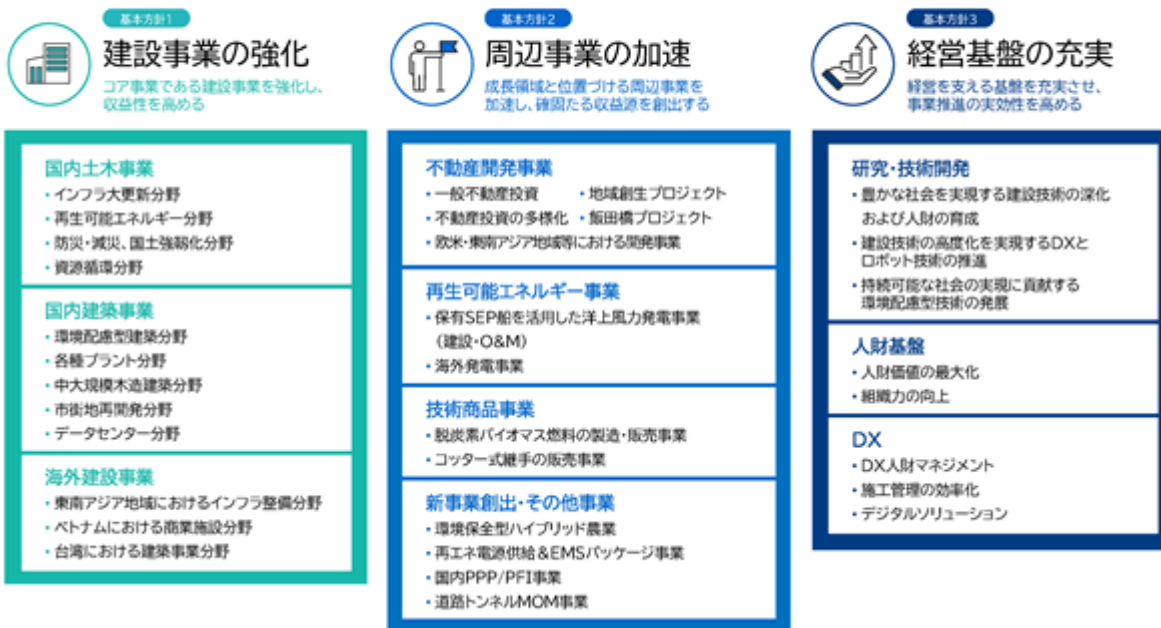 基本方針1
建設事業の強化
コア事業である建設事業を強化し、
収益性を高める
国内土木事業
・インフラ大更新分野
・再生可能エネルギー分野
・防災・減災、国土強靱化分野
・資源循環分野
国内建築事業
・環境配慮型建築分野
・各種プラント分野
・中大規模木造建築分野
・市街地再開発分野
・データセンター分野
海外建設事業
・東南アジア地域におけるインフラ整備分野
・ベトナムにおける商業施設分野
・台湾における建築事業分野
基本方針2
周辺事業の加速
成長領域と位置づける周辺事業を
加速し、確固たる収益源を創出する
不動産開発事業
・一般不動産投資 ・地域創生プロジェクト
・不動産投資の多様化 ・飯田橋プロジェクト
・欧米・東南アジア地域等における開発事業
再生可能エネルギー事業
・保有SEP船を活用した洋上風力発電事業
（建設・O&M）
・海外発電事業
技術商品事業
・脱炭素バイオマス燃料の製造・販売事業
・コッター式継手の販売事業
新事業創出・その他事業
・環境保全型ハイブリッド農業
・再エネ電源供給＆EMSパッケージ事業
・国内PPP/PFI事業
・道路トンネルMOM事業
基本方針3
経営基盤の充実
経営を支える基盤を充実させ、
事業推進の実効性を高める
研究・技術開発
・豊かな社会を実現する建設技術の深化
および人財の育成
・建設技術の高度化を実現するDXと
ロボット技術の推進
・持続可能な社会の実現に貢献する
環境配慮型技術の発展
人財基盤
・人財価値の最大化
・組織力の向上
DX
・DX人財マネジメント
・施工管理の効率化
・デジタルソリューション